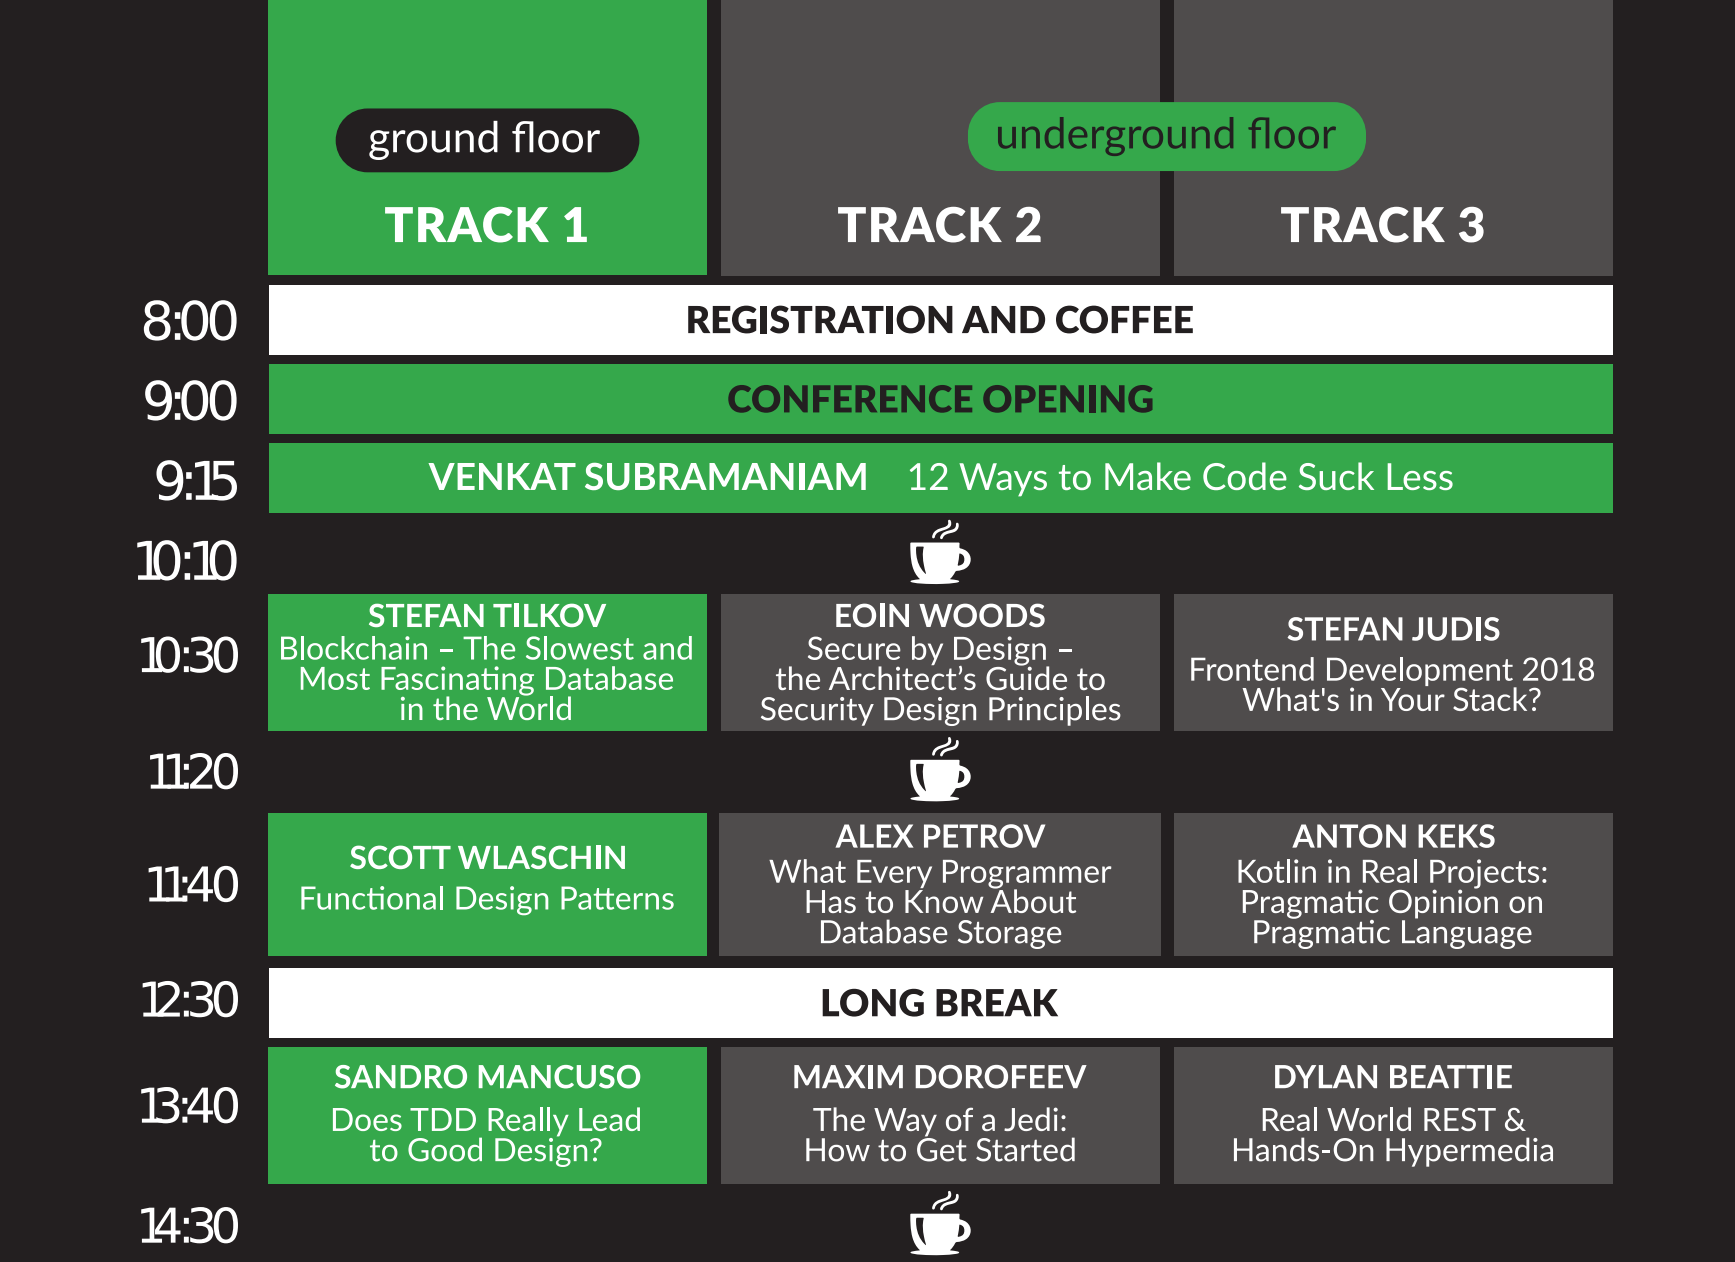 ground floor
underground floor
TRACK 1
TRACK 2
TRACK 3
8:00
REGISTRATION AND COFFEE
9:00
CONFERENCE OPENING
9:15
VENKAT SUBRAMANIAM 12 Ways to Make Code Suck Less
10:10
10:30
STEFAN TILKOV
Blockchain – The Slowest and
Most Fascinating Database
in the World
EOIN WOODS
Secure by Design –
the Architect’s Guide to
Security Design Principles
STEFAN JUDIS
Frontend Development 2018
What's in Your Stack?
11:20
11:40
SCOTT WLASCHIN
Functional Design Patterns
ALEX PETROV
What Every Programmer
Has to Know About
Database Storage
ANTON KEKS
Kotlin in Real Projects:
Pragmatic Opinion on
Pragmatic Language
12:30
LONG BREAK
13:40
SANDRO MANCUSO
Does TDD Really Lead
to Good Design?
MAXIM DOROFEEV
The Way of a Jedi:
How to Get Started
DYLAN BEATTIE
Real World REST &
Hands-On Hypermedia
14:30